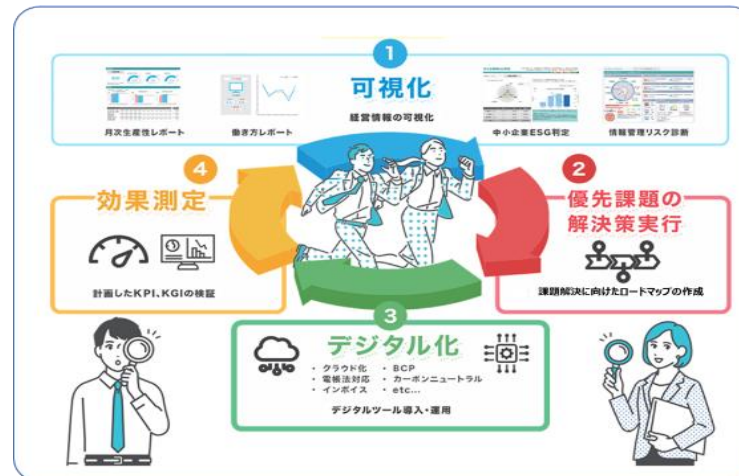 1
可視化
経営情報の可視化
月次生産性レポート
働き方レポート
中小企業ESG判定
情報管理リスク診断
2
優先課題の
解決策実行
課題解決に向けたロードマップの作成
3
デジタル化
・クラウド化
・電帳法対応
・インボイス
・BCP
・カーボンニュートラル
・etc...
デジタルツール導入・運用
4
効果測定
計画したKPI、KGIの検証